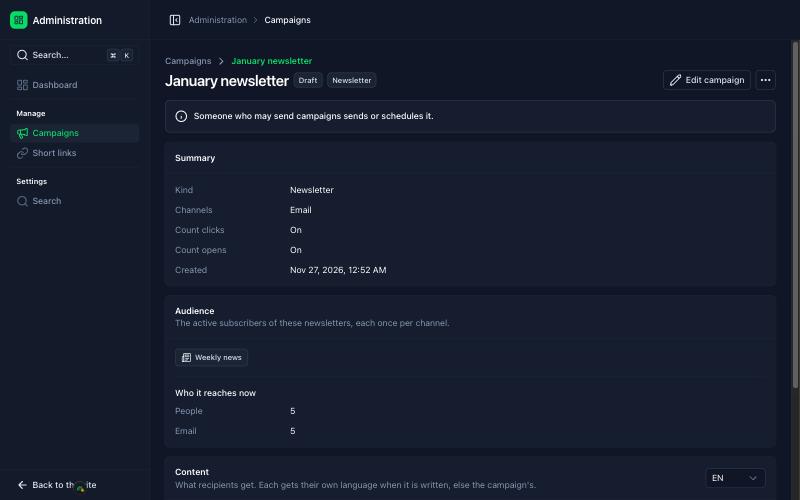 Administration
Administration > Campaigns
Search... ⌘ K
Dashboard
Manage
Campaigns
Short links
Settings
Search
Back to the
Campaigns > January newsletter
January newsletter Draft Newsletter Edit campaign
Someone who may send campaigns sends or schedules it.
Summary
Kind Newsletter
Channels Email
Count clicks On
Count opens On
Created Nov 27, 2026, 12:52 AM
Audience
The active subscribers of these newsletters, each once per channel.
Weekly news
Who it reaches now
People 5
Email 5
Content EN
What recipients get. Each gets their own language when it is written, else the campaign's.